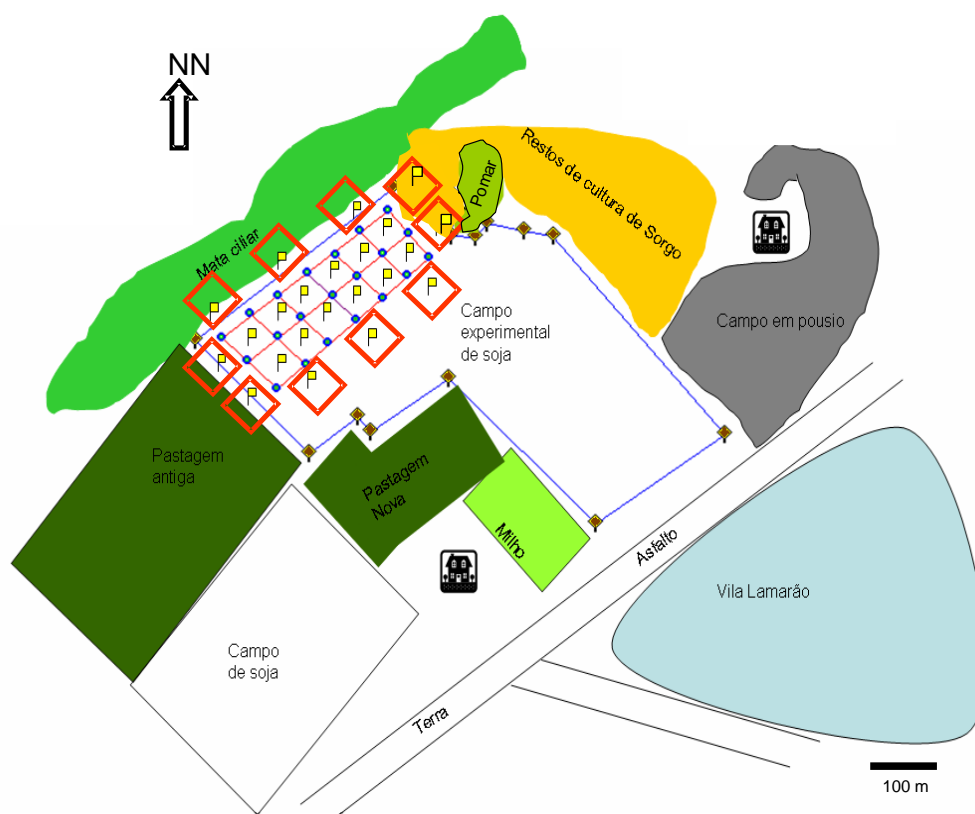 NN
Mata ciliar
Pomar
Restos de cultura de Sorgo
Campo
experimental
de soja
Campo em pousio
Pastagem
antiga
Pastagem
Nova
Milho
Asfalto
Vila Lamarão
Campo
de soja
Terra
100 m